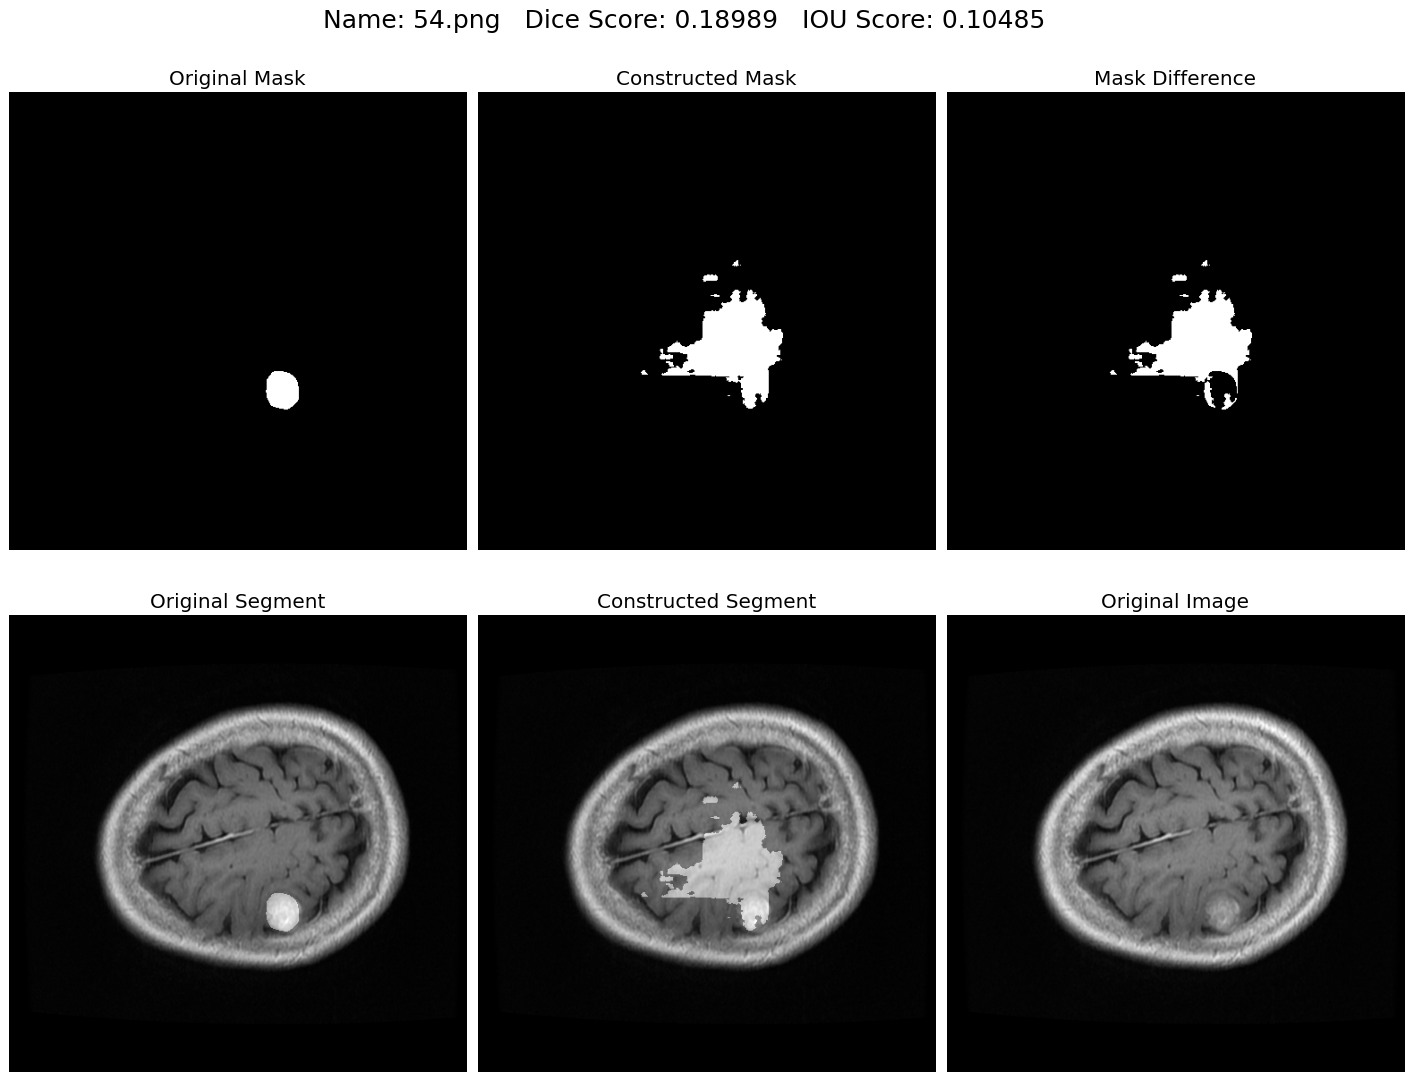 Name: 54.png   Dice Score: 0.18989   IOU Score: 0.10485
Original Mask
Constructed Mask
Mask Difference
Original Segment
Constructed Segment
Original Image